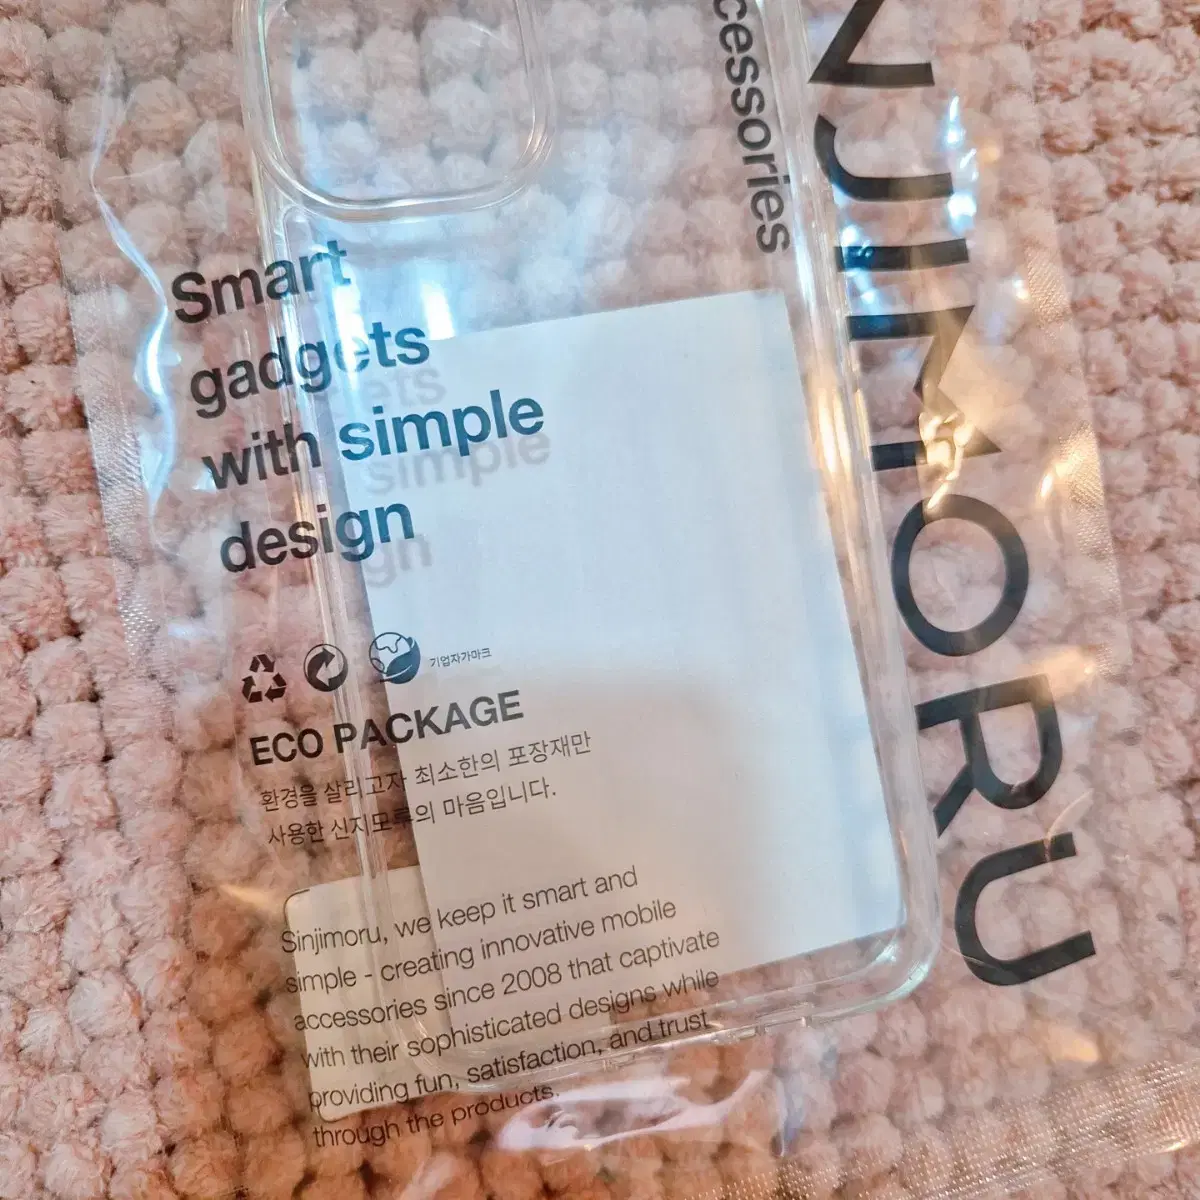 cessories
NJIMORU
Smart
gadgets
with simple
design
기업자가마크
ECO PACKAGE
환경을 살리고자 최소한의 포장재만
사용한 신지모루의 마음입니다.
Sinjimoru, we keep it smart and
simple - creating innovative mobile
accessories since 2008 that captivate
with their sophisticated designs while
providing fun, satisfaction, and trust
through the products.